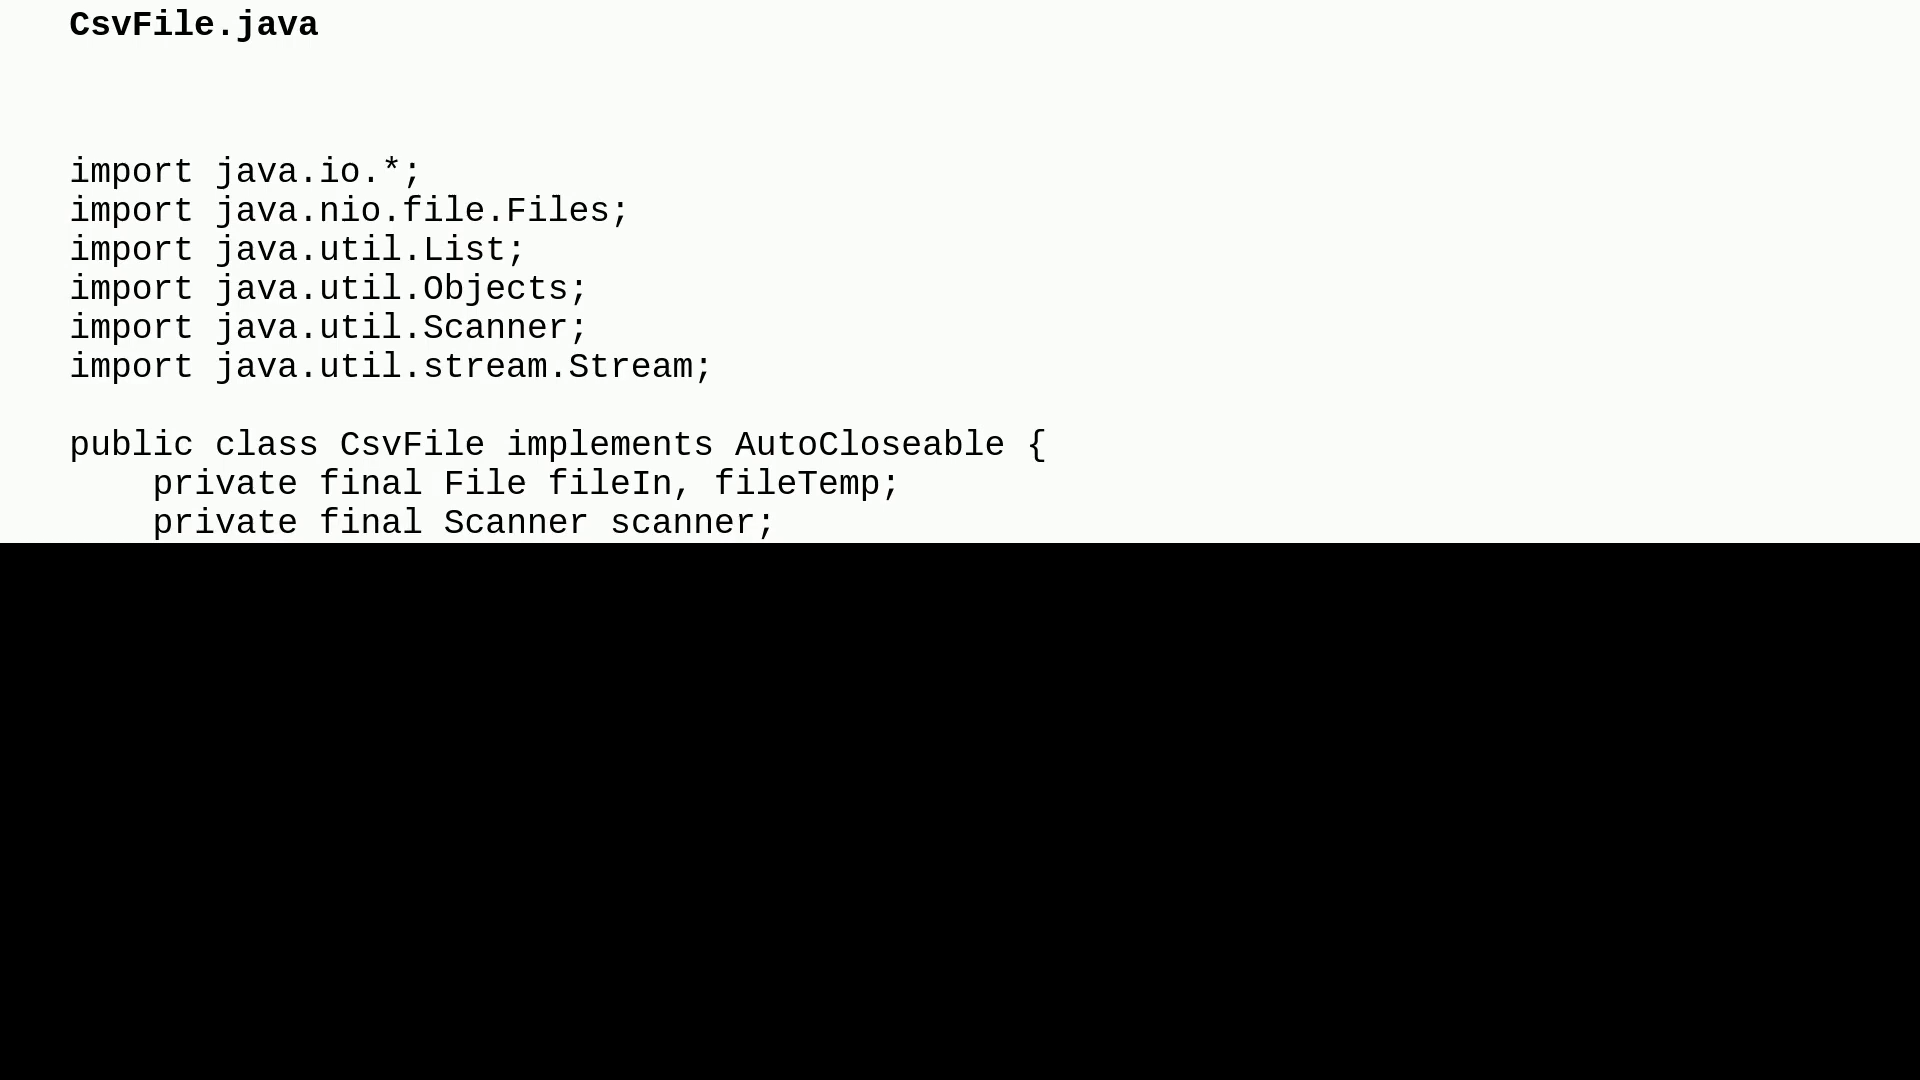 CsvFile.java
import java.io.*;
import java.nio.file.Files;
import java.util.List;
import java.util.Objects;
import java.util.Scanner;
import java.util.stream.Stream;
public class CsvFile implements AutoCloseable {
    private final File fileIn, fileTemp;
    private final Scanner scanner;